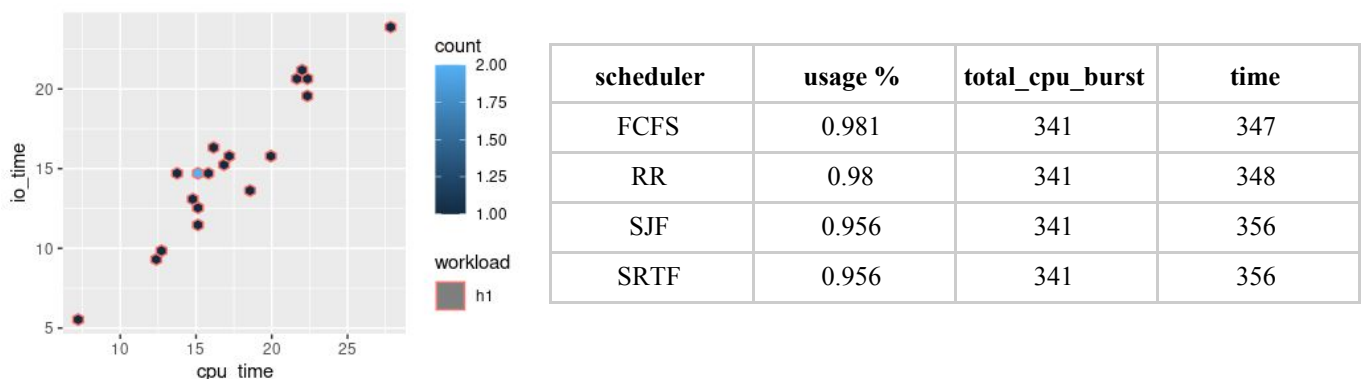 io_time
20
15
10
5
10 15 20 25
cpu_time
count
2.00
1.75
1.50
1.25
1.00
workload
h1
scheduler usage % total_cpu_burst time
FCFS 0.981 341 347
RR 0.98 341 348
SJF 0.956 341 356
SRTF 0.956 341 356